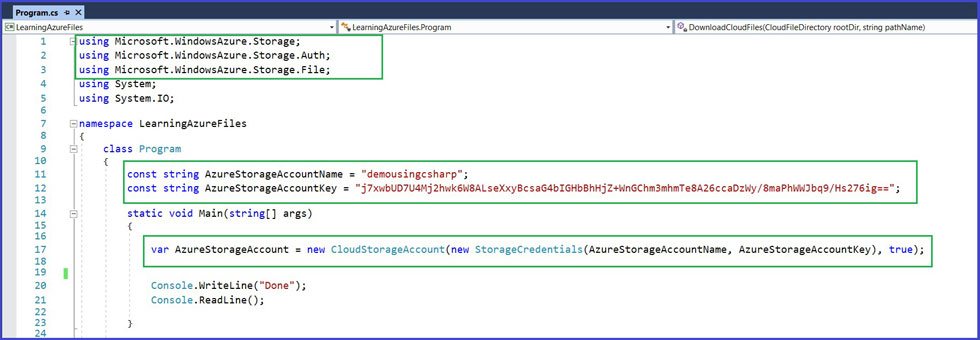 Program.cs
LearningAzureFiles LearningAzureFiles.Program DownloadCloudFiles(CloudFileDirectory rootDir, string pathName)
1 using Microsoft.WindowsAzure.Storage;
2 using Microsoft.WindowsAzure.Storage.Auth;
3 using Microsoft.WindowsAzure.Storage.File;
4 using System;
5 using System.IO;
6
7 namespace LearningAzureFiles
8 {
9 class Program
10 {
11 const string AzureStorageAccountName = "demousingcsharp";
12 const string AzureStorageAccountKey = "j7xwbUD7U4Mj2hwk6W8ALseXxyBcsaG4bIGHbBhHjZ+WnGChm3mhmTe8A26ccaDzWy/8maPhWWJbq9/Hs276ig==";
13
14 static void Main(string[] args)
15 {
16
17 var AzureStorageAccount = new CloudStorageAccount(new StorageCredentials(AzureStorageAccountName, AzureStorageAccountKey), true);
18
19
20 Console.WriteLine("Done");
21 Console.ReadLine();
22
23 }
24